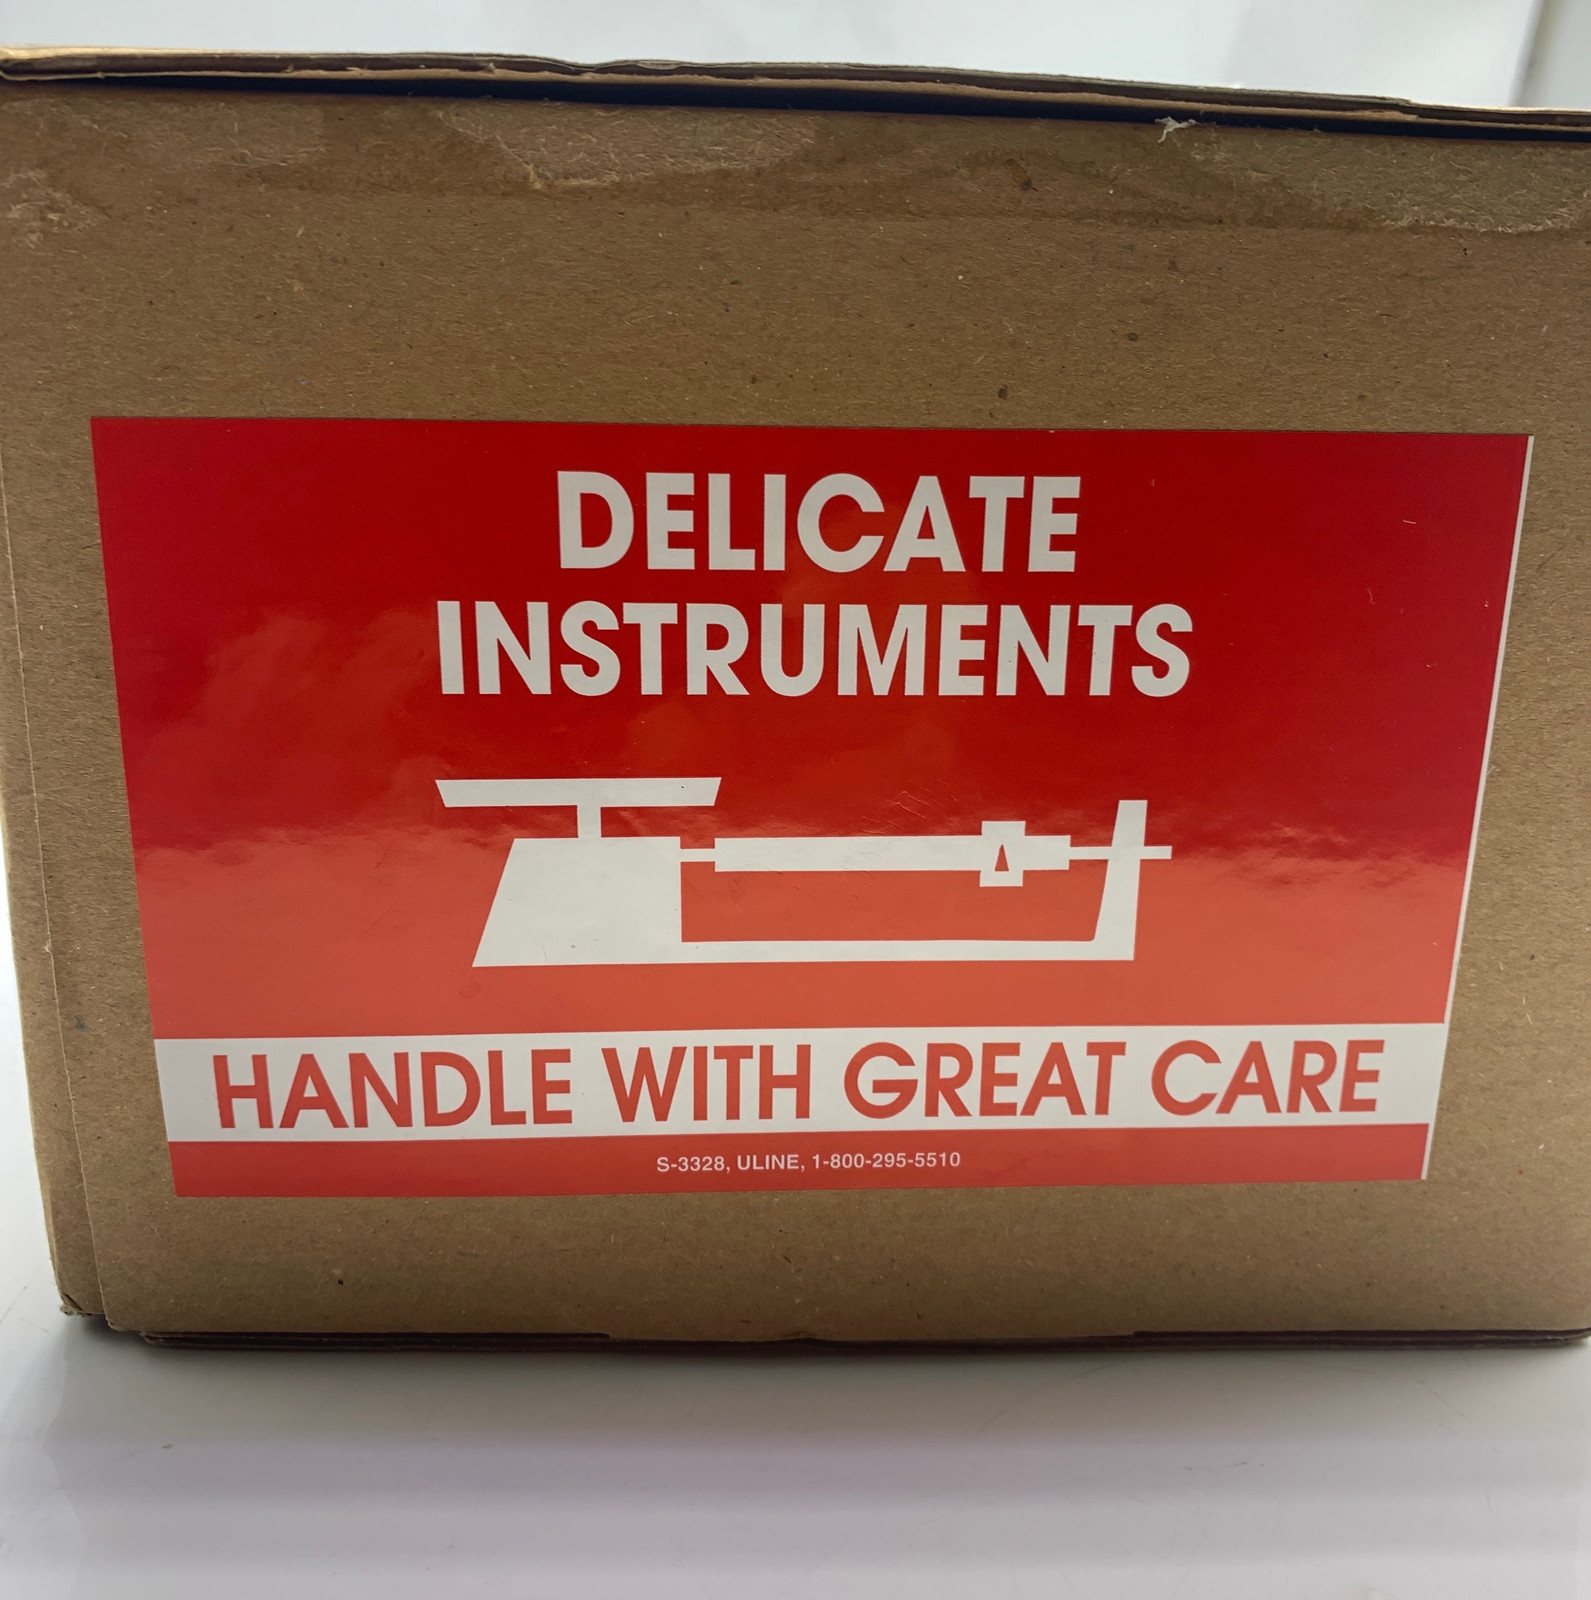 DELICATE
INSTRUMENTS
HANDLE WITH GREAT CARE
S-3328, ULINE, 1-800-295-5510